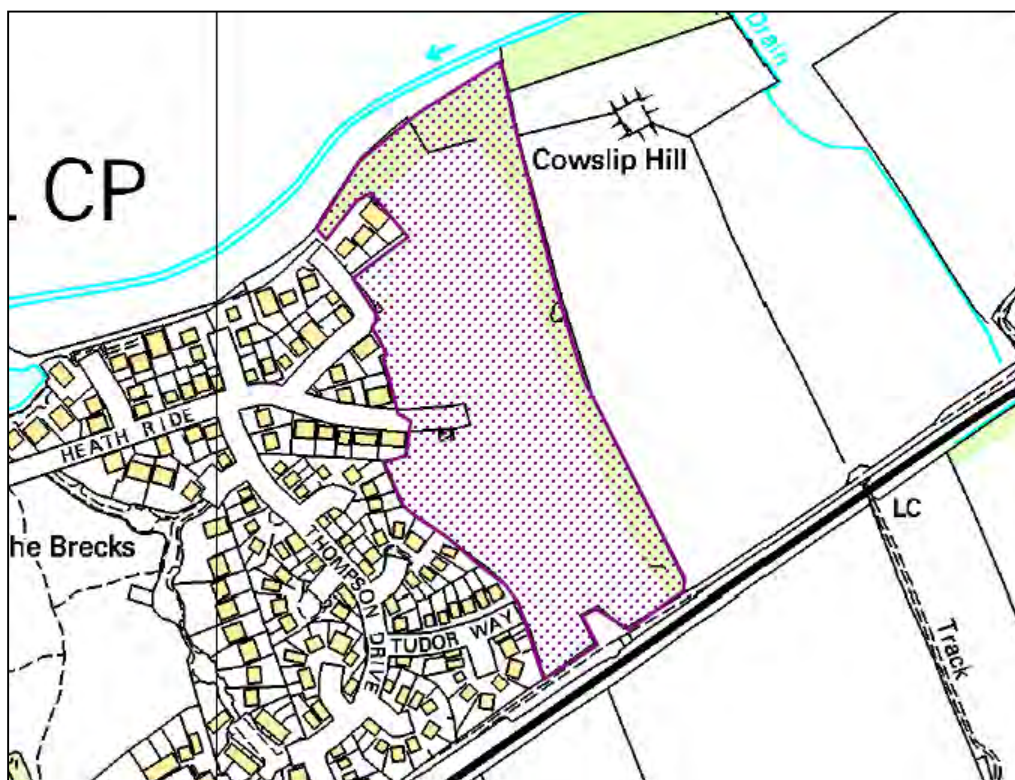 Drain
. CP
Cowslip Hill
HEATH RIDE
he Brecks
THOMPSON
DRIVE
TUDOR WAY
LC
Track